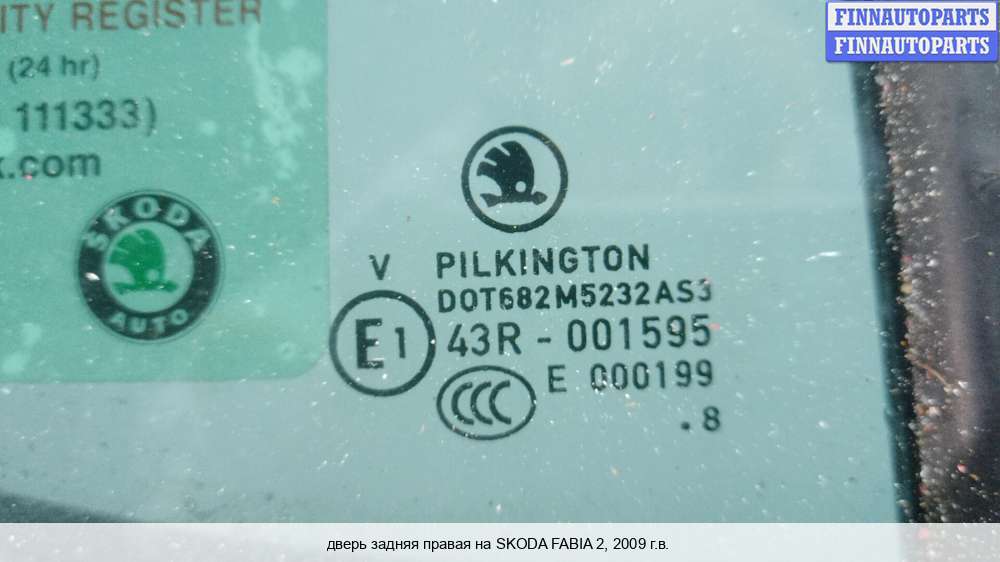 ITY REGISTER
(24 hr)
111333)
.com
ŠKODA
AUTO
FINNAUTOPARTS
FINNAUTOPARTS
V PILKINGTON
DOT682M5232AS3
E1 43R - 001595
CCC E 000199
.8
дверь задняя правая на SKODA FABIA 2, 2009 г.в.